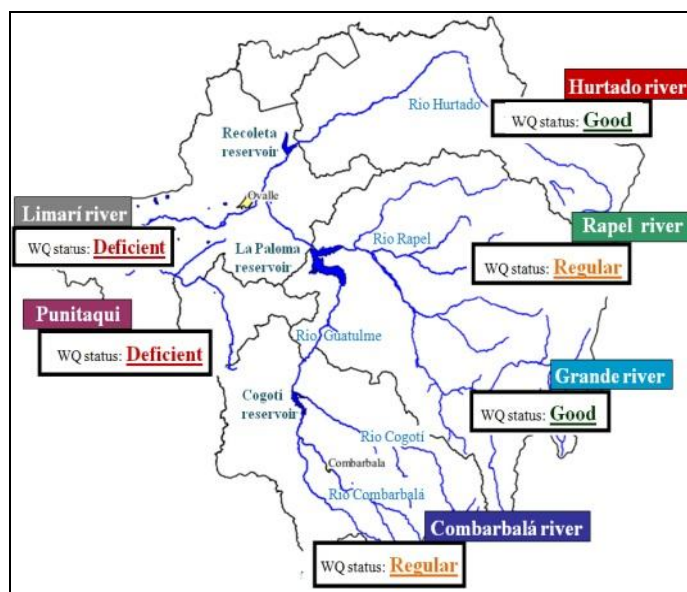 Hurtado river
Rio Hurtado
WQ status: Good
Recoleta
reservoir
Ovalle
Limarí river
WQ status: Deficient
Rapel river
Rio Rapel
WQ status: Regular
La Paloma
reservoir
Punitaqui
WQ status: Deficient
Rio Guatulme
Grande river
WQ status: Good
Cogotí
reservoir
Rio Cogotí
Combarbala
Rio Combarbalá
Combarbalá river
WQ status: Regular